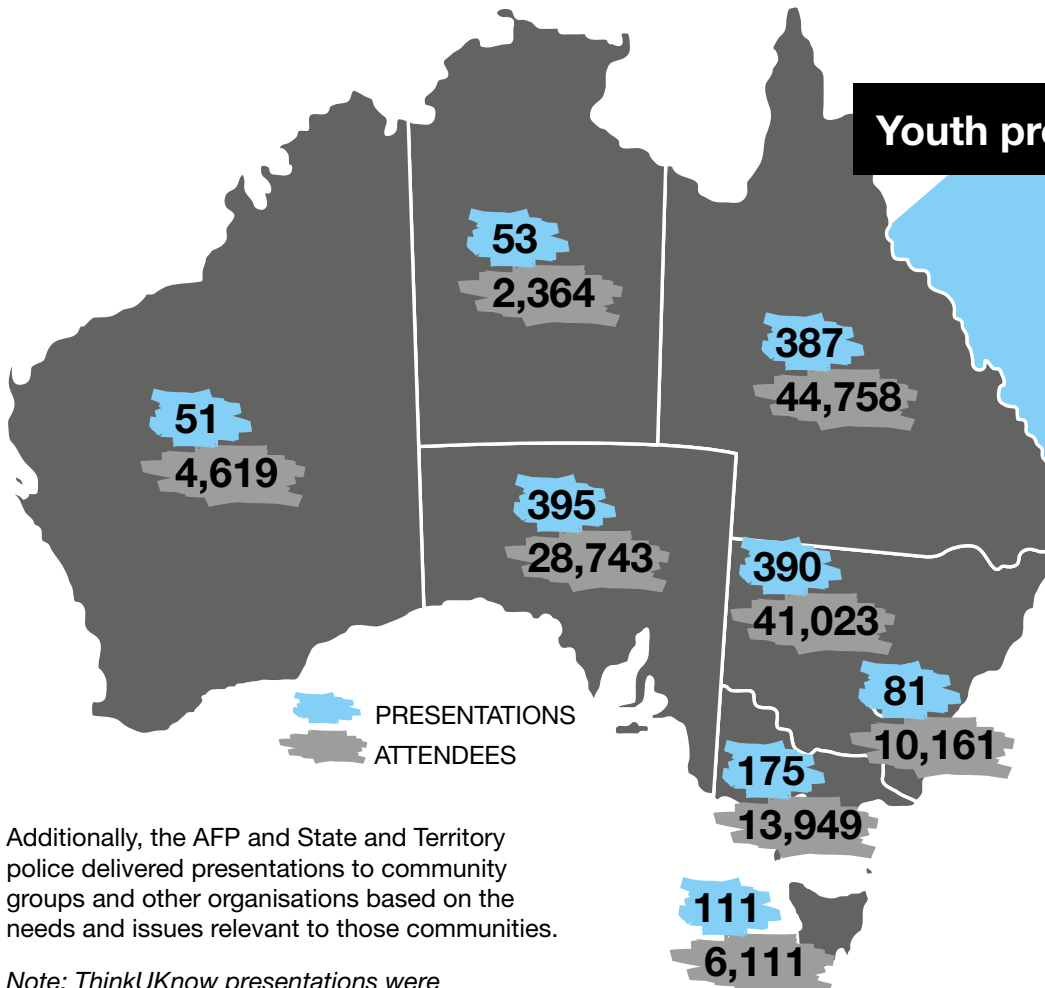 Youth
53
2,364
387
44,758
51
4,619
395
28,743
390
41,023
81
10,161
PRESENTATIONS
ATTENDEES
175
13,949
111
6,111
Additionally, the AFP and State and Territory
police delivered presentations to community
groups and other organisations based on the
needs and issues relevant to those communities.
Note: ThinkUKnow presentations were